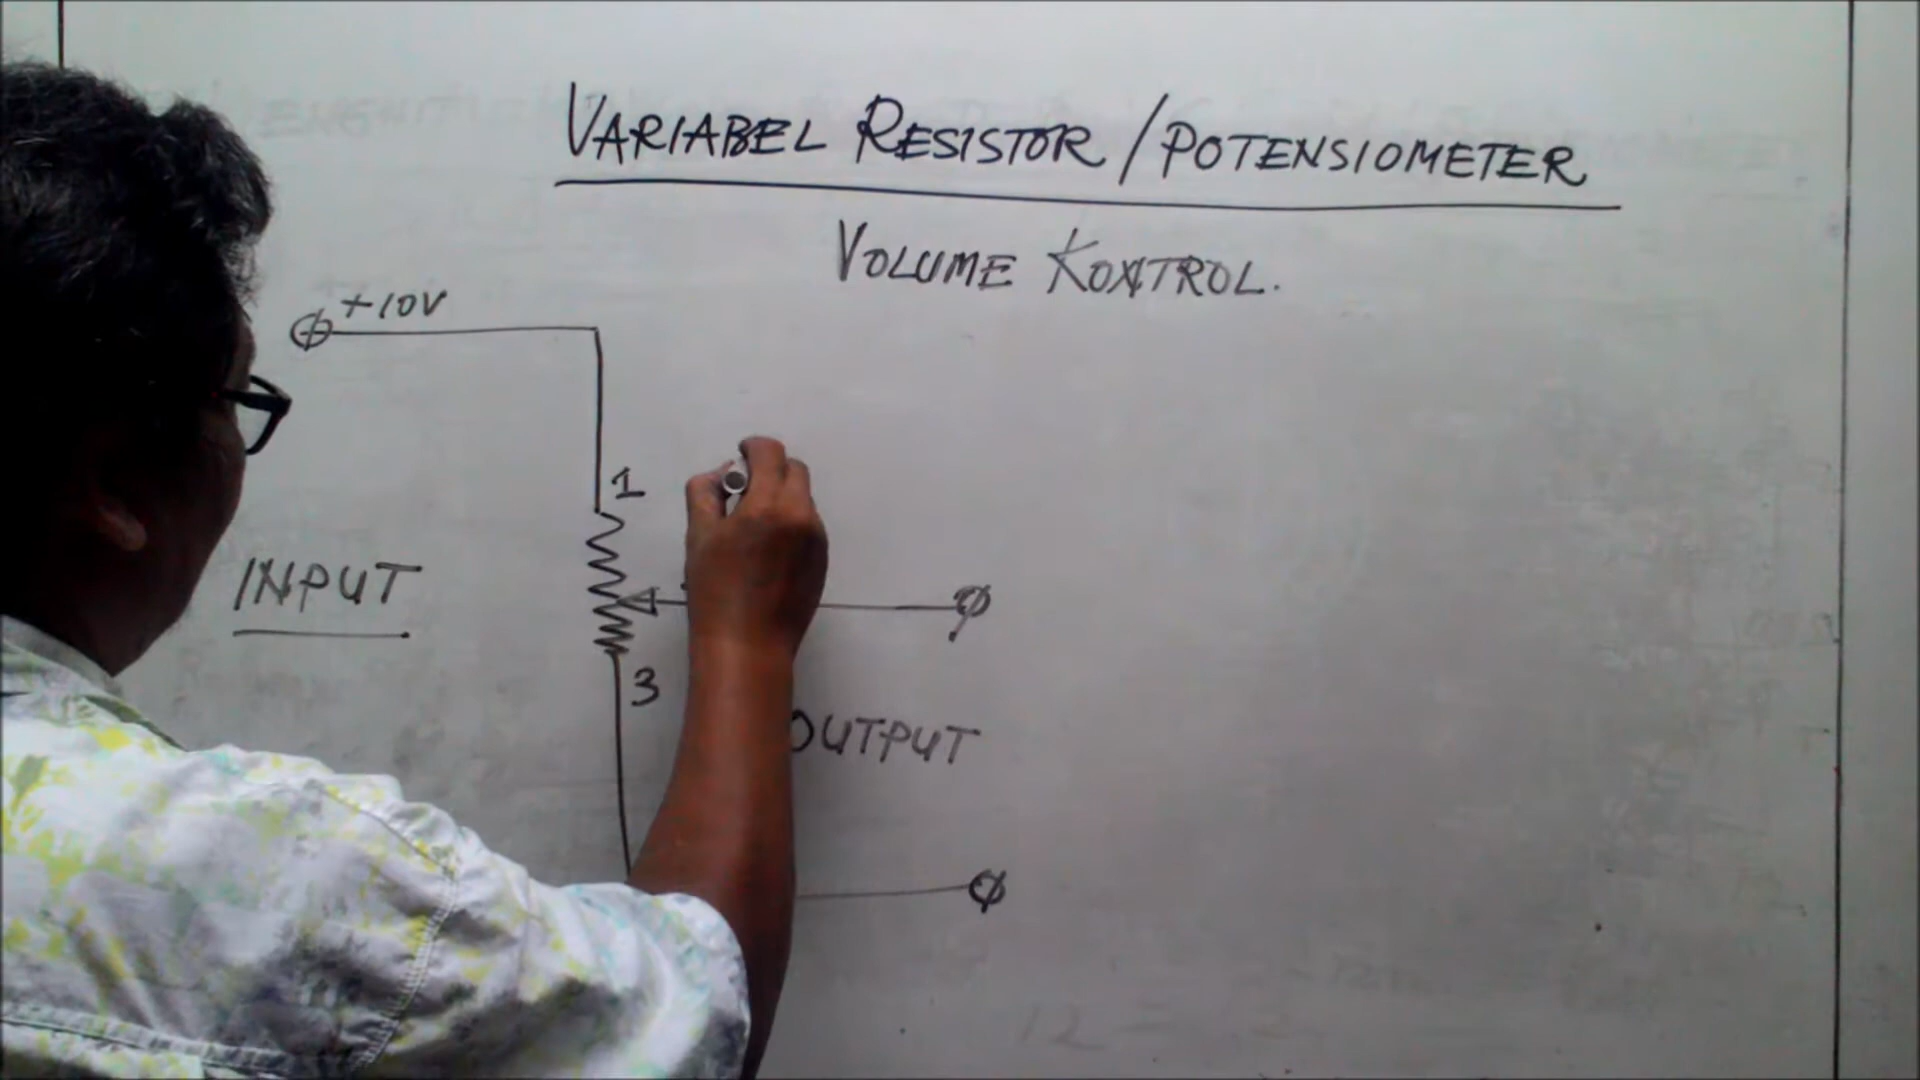 VARIABEL RESISTOR / POTENSIOMETER
VOLUME KONTROL.
+10V
1
INPUT
3
OUTPUT